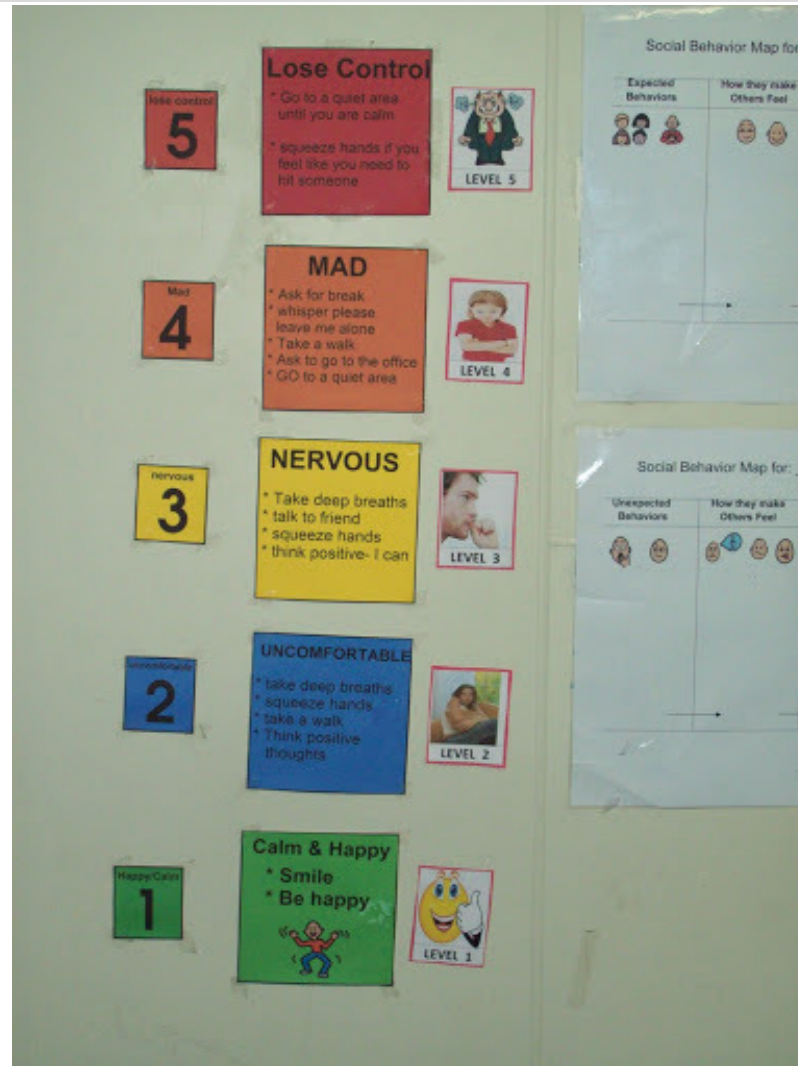 lose control
5
Lose Control
* Go to a quiet area
until you are calm
* squeeze hands if you
feel like you need to
hit someone
LEVEL 5
Mad
4
MAD
* Ask for break
* whisper please
leave me alone
* Take a walk
* Ask to go to the office
* GO to a quiet area
LEVEL 4
nervous
3
NERVOUS
* Take deep breaths
* talk to friend
* squeeze hands
* think positive- I can
LEVEL 3
uncomfortable
2
UNCOMFORTABLE
* take deep breaths
* squeeze hands
* take a walk
* Think positive
thoughts
LEVEL 2
Happy/Calm
1
Calm & Happy
* Smile
* Be happy
LEVEL 1
Social Behavior Map for
Expected
Behaviors
How they make
Others Feel
Social Behavior Map for:
Unexpected
Behaviors
How they make
Others Feel